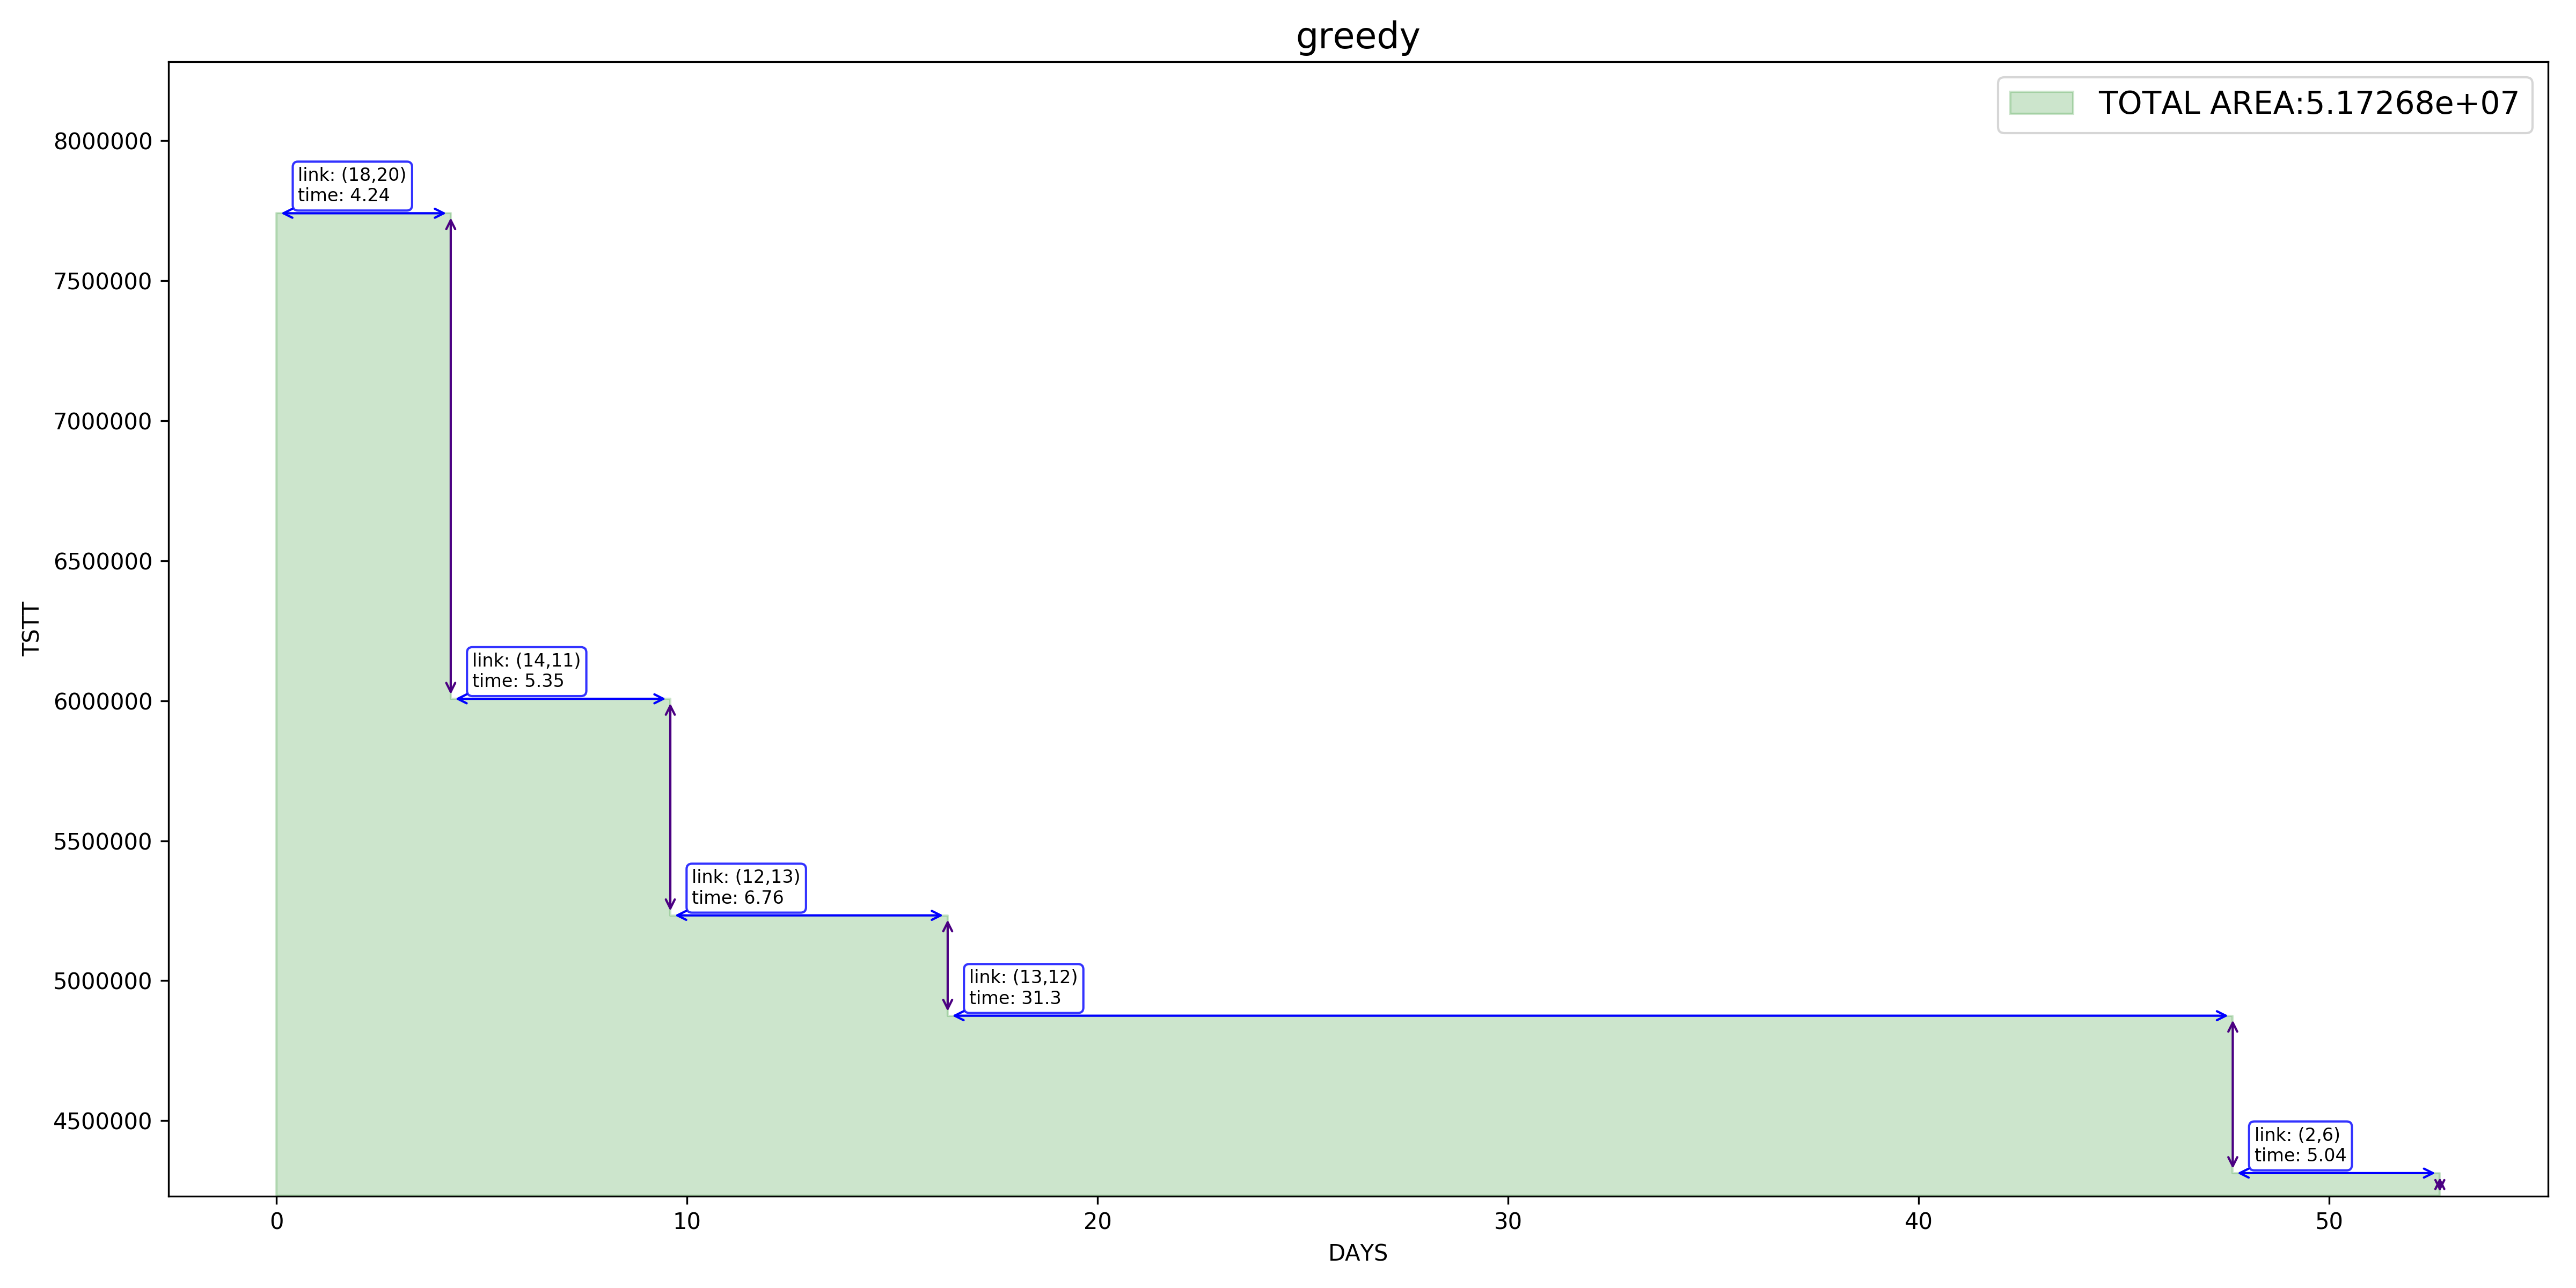 greedy
TOTAL AREA:5.17268e+07
8000000
7500000
7000000
6500000
6000000
5500000
5000000
4500000
TSTT
link: (18,20)
time: 4.24
link: (14,11)
time: 5.35
link: (12,13)
time: 6.76
link: (13,12)
time: 31.3
link: (2,6)
time: 5.04
0 10 20 30 40 50
DAYS